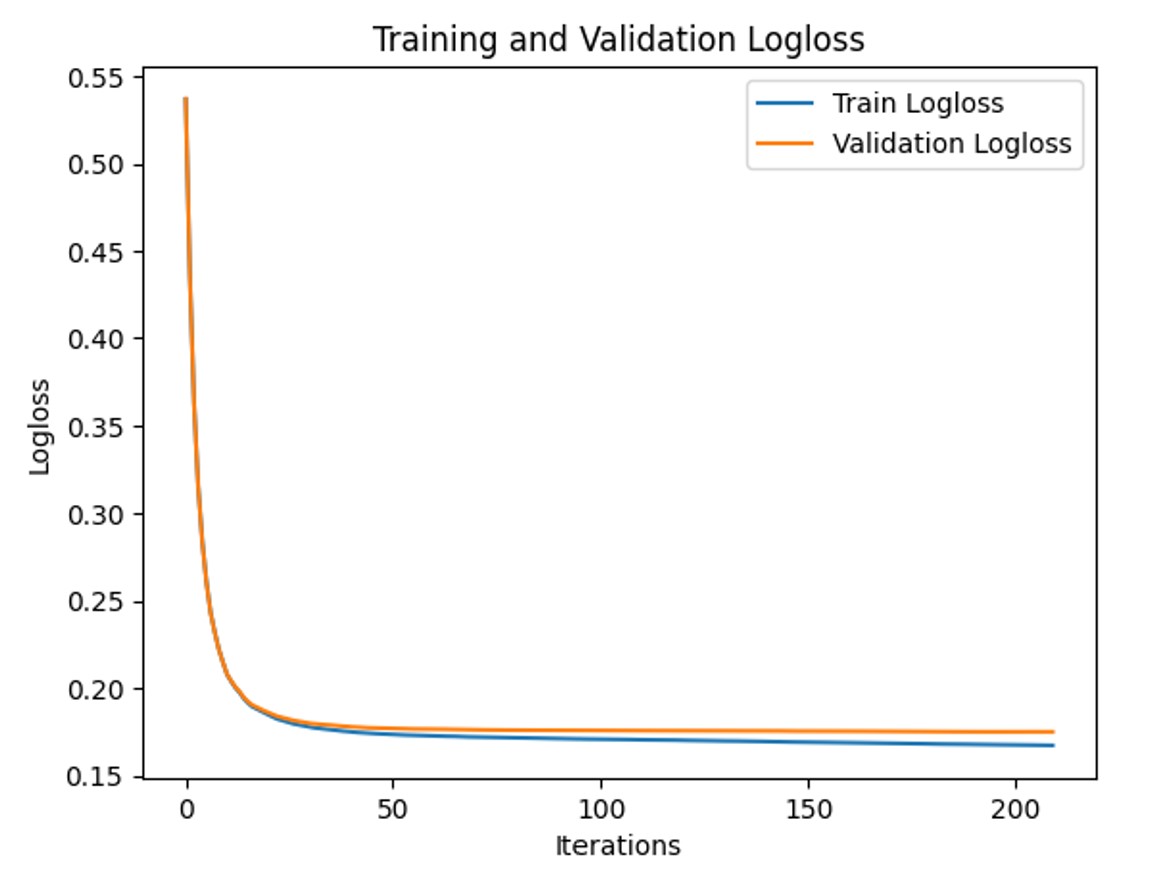 Training and Validation Logloss
Train Logloss
Validation Logloss
0.55
0.50
0.45
0.40
0.35
0.30
0.25
0.20
0.15
Logloss
0 50 100 150 200
Iterations